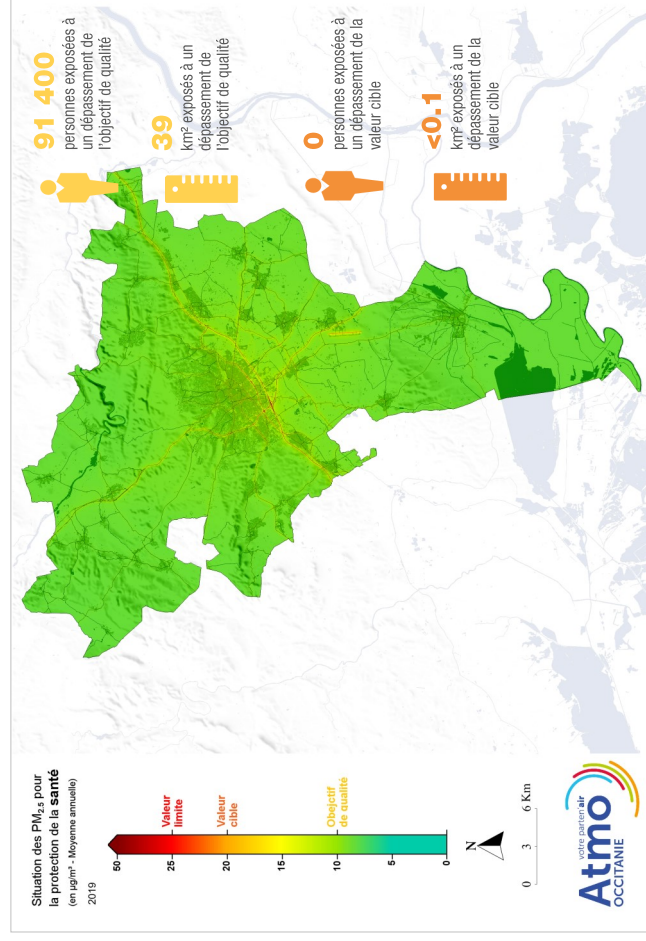 Situation des PM2.5 pour
la protection de la santé
(en µg/m³ - Moyenne annuelle)
2019
50
25
20
15
10
5
0
Valeur
limite
Valeur
cible
Obejctif
de qualité
N
0 3 6 Km
votre parten'air
Atmo
OCCITANIE
91 400
personnes exposées à
un dépassement de
l'objectif de qualité
39
km² exposés à un
dépassement de
l'objectif de qualité
0
personnes exposées à
un dépassement de la
valeur cible
<0.1
km² exposés à un
dépassement de la
valeur cible